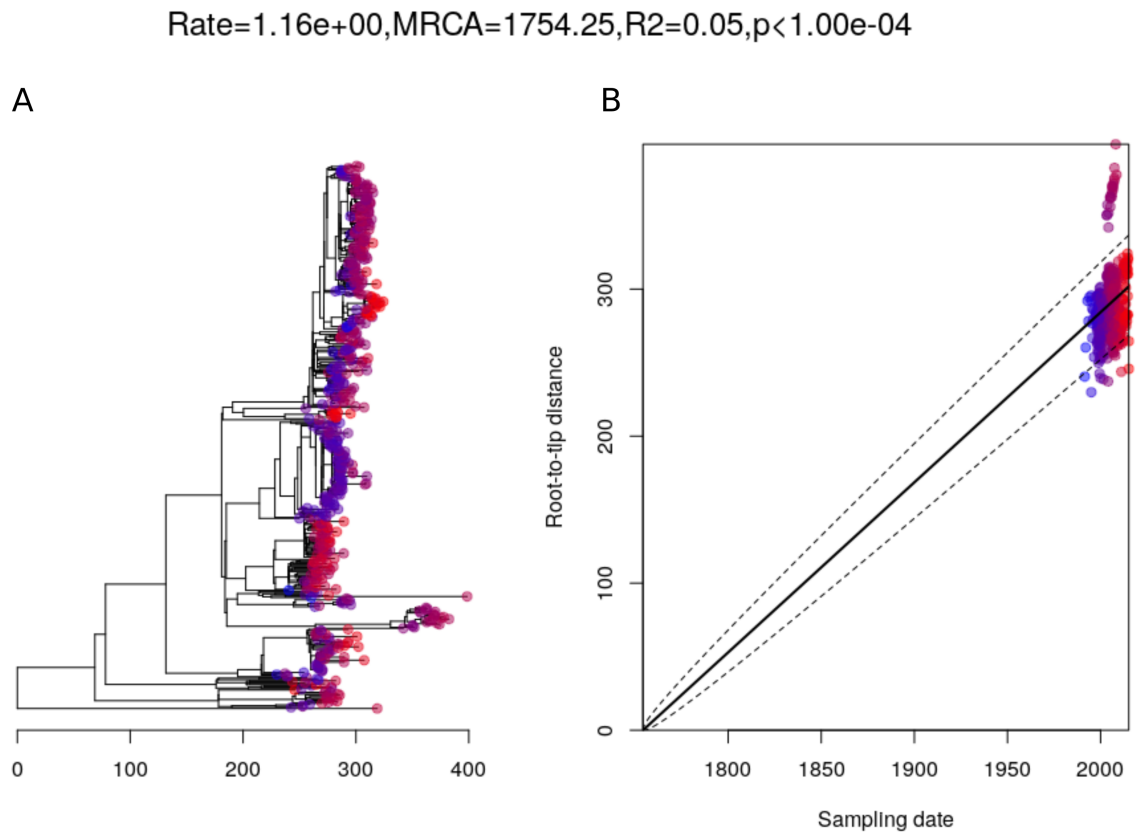 Rate=1.16e+00,MRCA=1754.25,R2=0.05,p<1.00e-04
A
B
0 100 200 300 400
Root-to-tip distance
0 100 200 300
1800 1850 1900 1950 2000
Sampling date